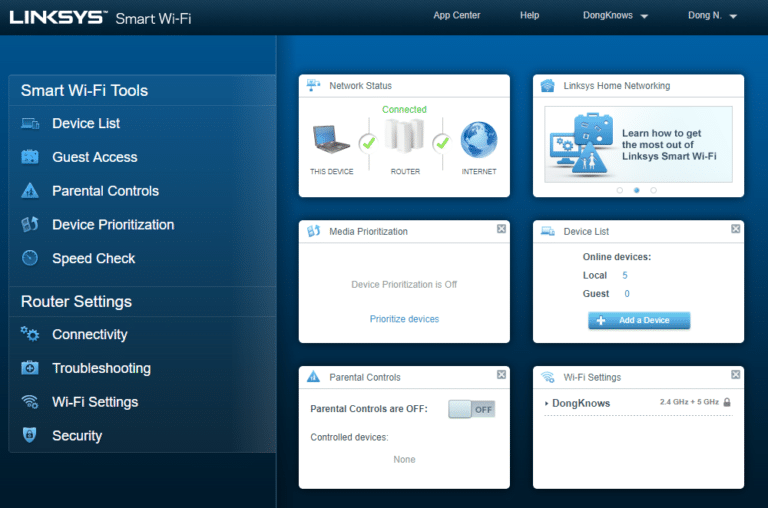 LINKSYS™ Smart Wi-Fi
App Center Help DongKnows Dong N.
Smart Wi-Fi Tools
Device List
Guest Access
Parental Controls
Device Prioritization
Speed Check
Router Settings
Connectivity
Troubleshooting
Wi-Fi Settings
Security
Network Status
Connected
THIS DEVICE ROUTER INTERNET
Linksys Home Networking
Learn how to get
the most out of
Linksys Smart Wi-Fi
Media Prioritization
Device Prioritization is Off
Prioritize devices
Device List
Online devices:
Local 5
Guest 0
Add a Device
Parental Controls
Parental Controls are OFF: OFF
Controlled devices:
None
Wi-Fi Settings
DongKnows 2.4 GHz + 5 GHz